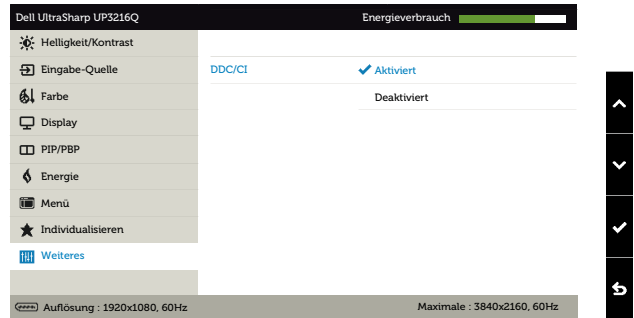 Dell UltraSharp UP3216Q Energieverbrauch
Helligkeit/Kontrast
Eingabe-Quelle DDC/CI Aktiviert
Farbe Deaktiviert
Display
PIP/PBP
Energie
Menü
Individualisieren
Weiteres
Auflösung : 1920x1080, 60Hz Maximale : 3840x2160, 60Hz